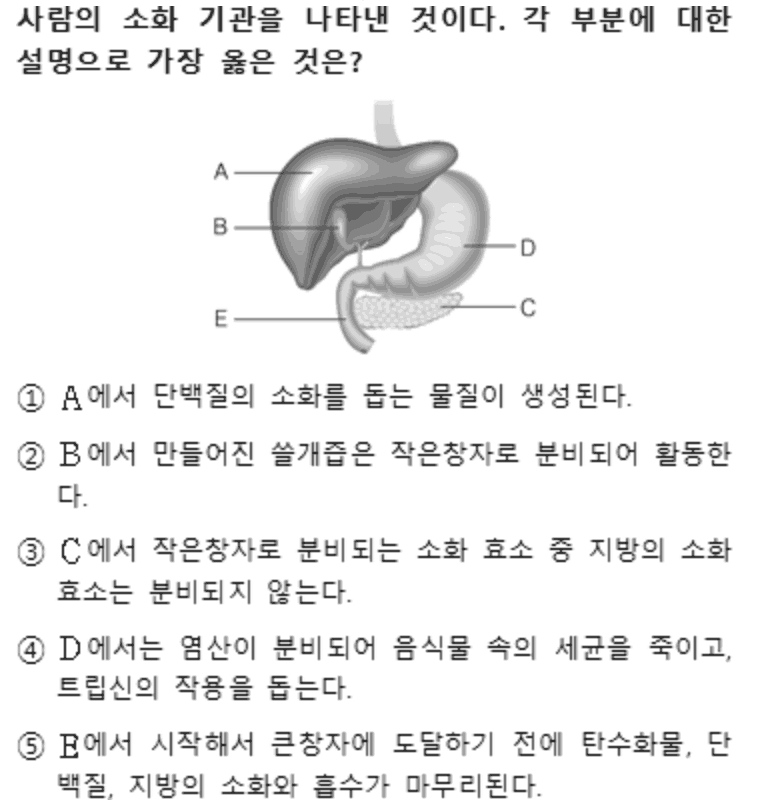 사람의 소화 기관을 나타낸 것이다. 각 부분에 대한
설명으로 가장 옳은 것은?
A
B
D
C
E
① A에서 단백질의 소화를 돕는 물질이 생성된다.
② B에서 만들어진 쓸개즙은 작은창자로 분비되어 활동한
다.
③ C에서 작은창자로 분비되는 소화 효소 중 지방의 소화
효소는 분비되지 않는다.
④ D에서는 염산이 분비되어 음식물 속의 세균을 죽이고,
트립신의 작용을 돕는다.
⑤ E에서 시작해서 큰창자에 도달하기 전에 탄수화물, 단
백질, 지방의 소화와 흡수가 마무리된다.